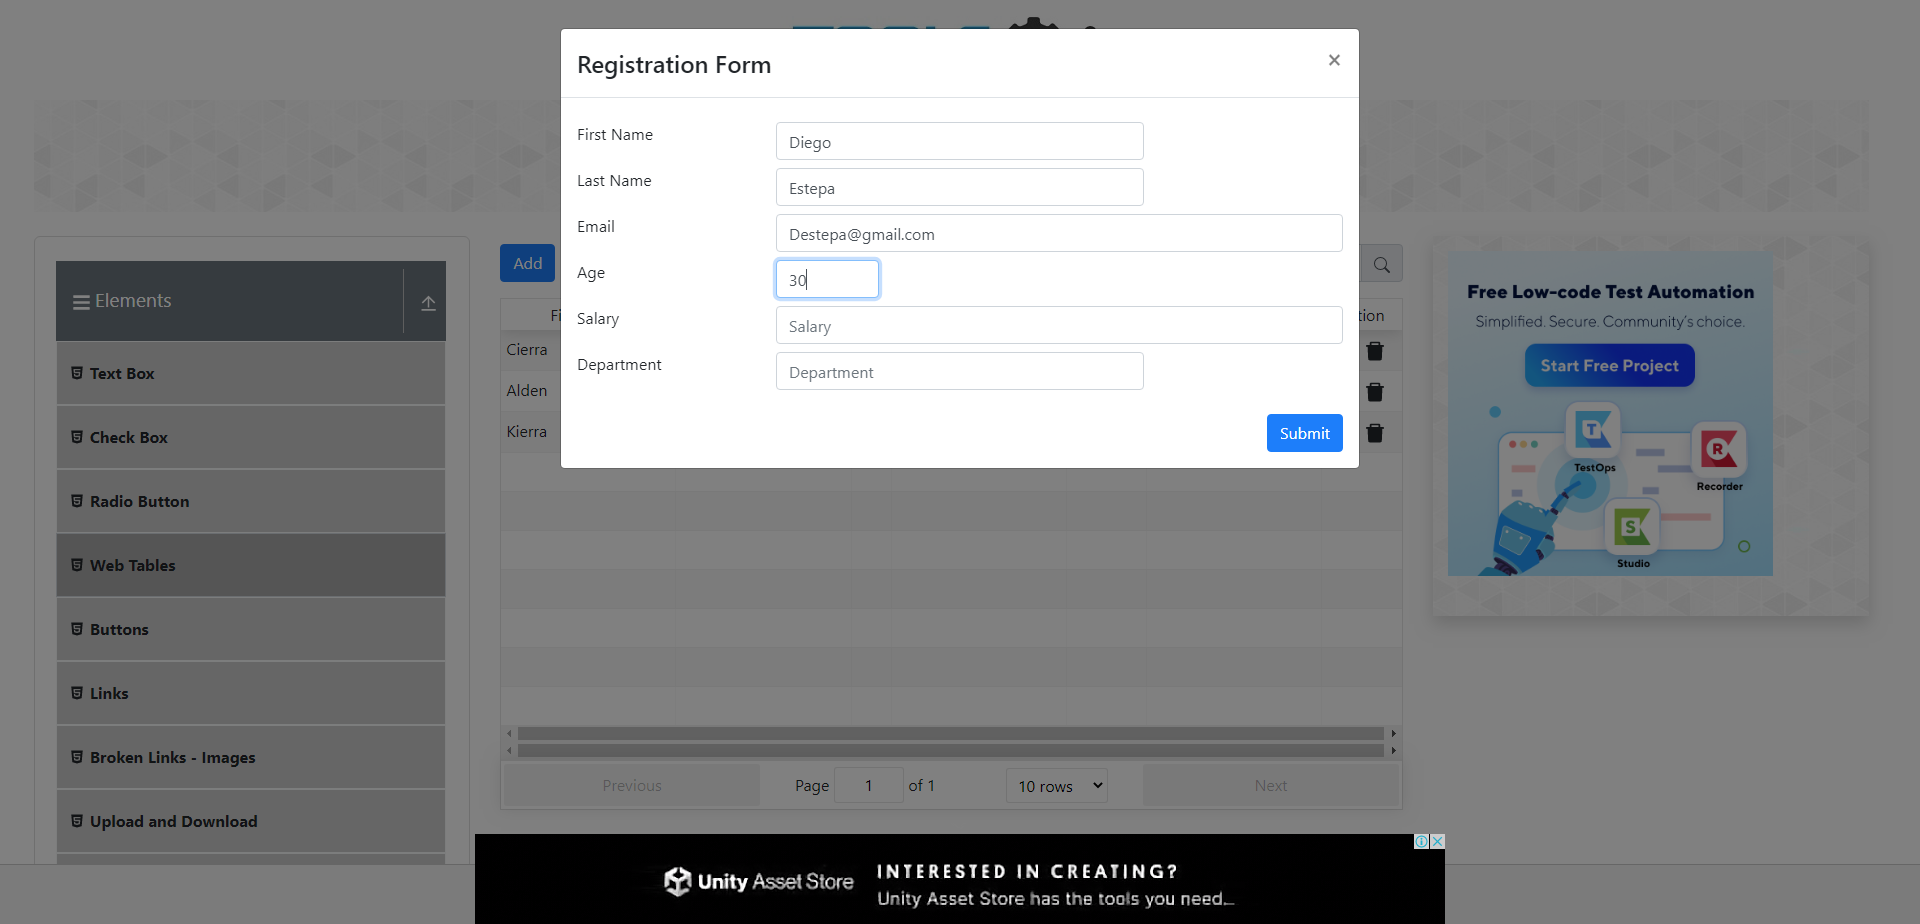 Registration Form
×
First Name
Diego
Last Name
Estepa
Email
Destepa@gmail.com
Age
30
Salary
Salary
Department
Department
Submit
Elements
Text Box
Check Box
Radio Button
Web Tables
Buttons
Links
Broken Links - Images
Upload and Download
Add
Cierra
Alden
Kierra
Previous
Page 1 of 1
10 rows
Next
Free Low-code Test Automation
Simplified. Secure. Community's choice.
Start Free Project
T
TestOps
R
Recorder
S
Studio
Unity Asset Store
INTERESTED IN CREATING?
Unity Asset Store has the tools you need...